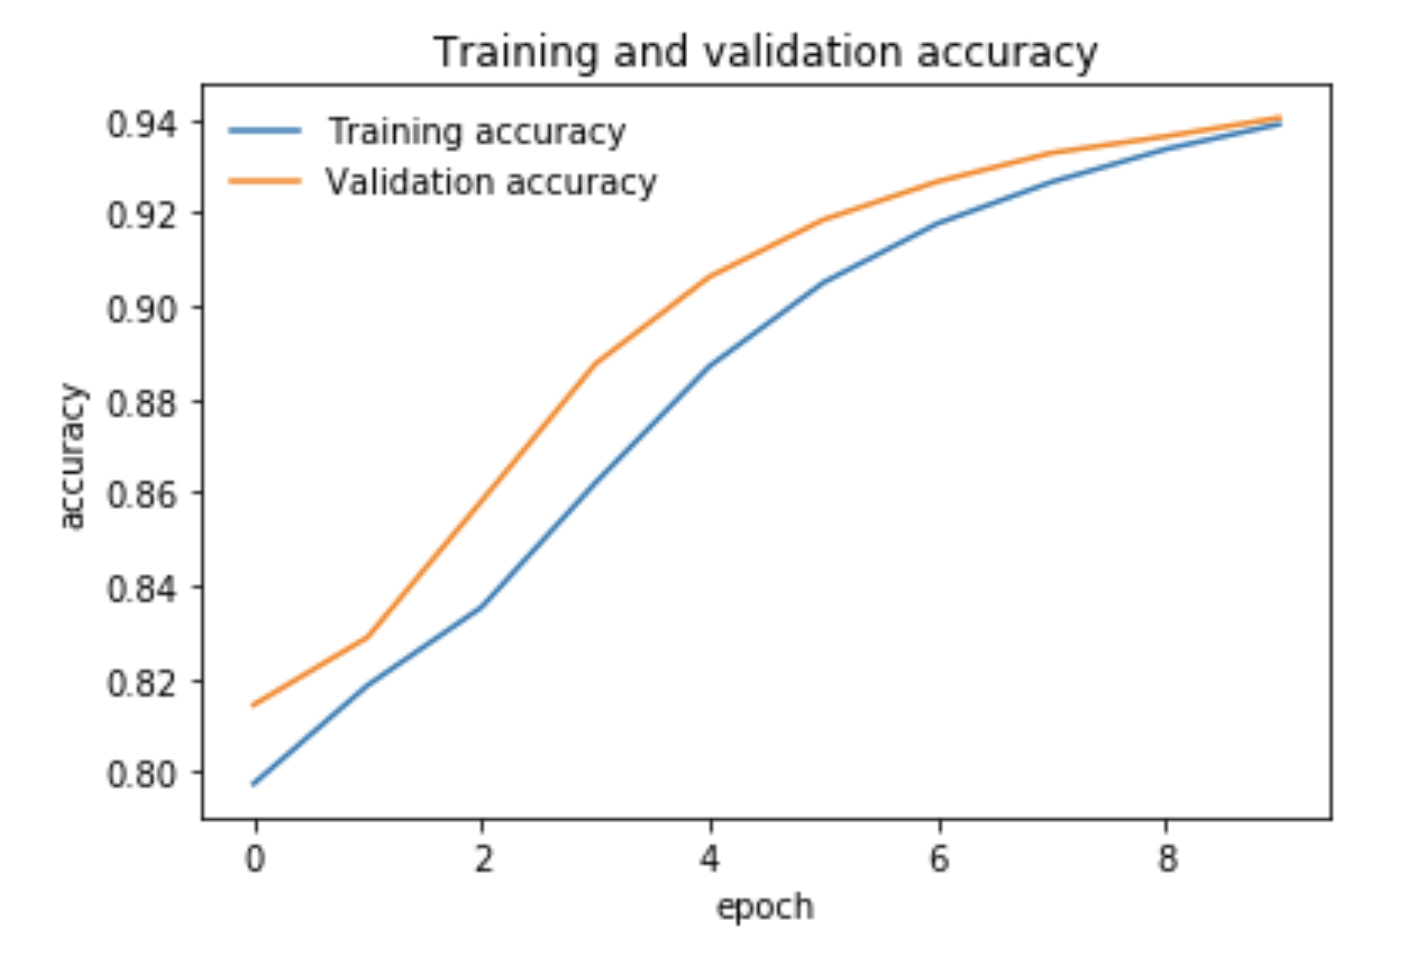 Training and validation accuracy
Training accuracy
Validation accuracy
0.94
0.92
0.90
0.88
0.86
0.84
0.82
0.80
accuracy
0 2 4 6 8
epoch